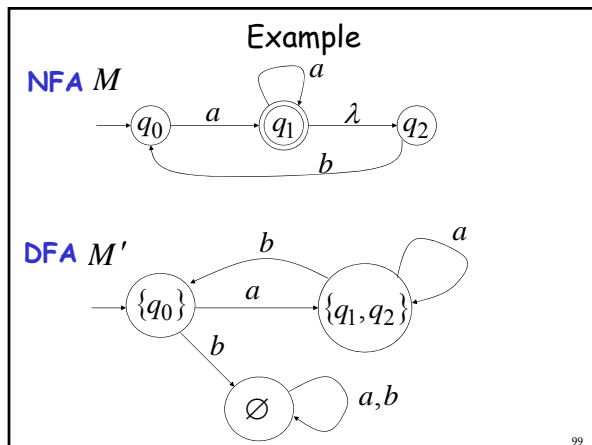 Example
NFA M
a
q0 a q1 λ q2
b
DFA M′
b a
{q0} a {q1, q2}
b
∅ a,b
99